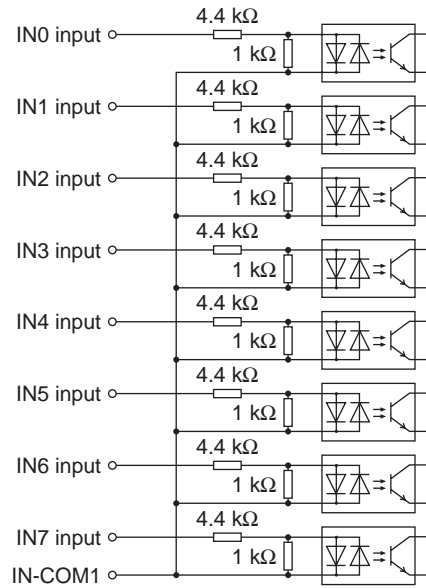 4.4 kΩ
IN0 input
1 kΩ
4.4 kΩ
IN1 input
1 kΩ
4.4 kΩ
IN2 input
1 kΩ
4.4 kΩ
IN3 input
1 kΩ
4.4 kΩ
IN4 input
1 kΩ
4.4 kΩ
IN5 input
1 kΩ
4.4 kΩ
IN6 input
1 kΩ
4.4 kΩ
IN7 input
1 kΩ
IN-COM1